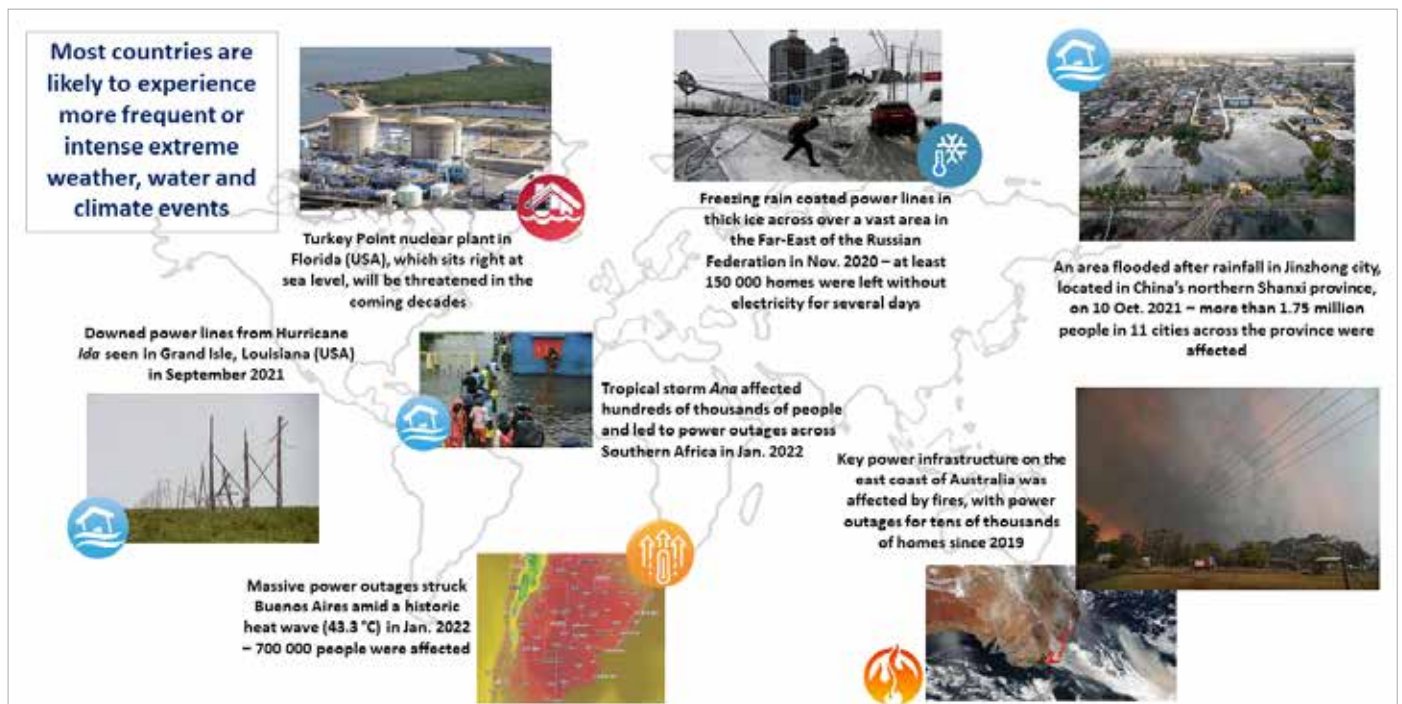 Most countries are
likely to experience
more frequent or
intense extreme
weather, water and
climate events
Turkey Point nuclear plant in
Florida (USA), which sits right at
sea level, will be threatened in the
coming decades
Freezing rain coated power lines in
thick ice across over a vast area in
the Far-East of the Russian
Federation in Nov. 2020 – at least
150 000 homes were left without
electricity for several days
An area flooded after rainfall in Jinzhong city,
located in China's northern Shanxi province,
on 10 Oct. 2021 – more than 1.75 million
people in 11 cities across the province were
affected
Downed power lines from Hurricane
Ida seen in Grand Isle, Louisiana (USA)
in September 2021
Tropical storm Ana affected
hundreds of thousands of people
and led to power outages across
Southern Africa in Jan. 2022
Key power infrastructure on the
east coast of Australia was
affected by fires, with power
outages for tens of thousands
of homes since 2019
Massive power outages struck
Buenos Aires amid a historic
heat wave (43.3 °C) in Jan. 2022
– 700 000 people were affected